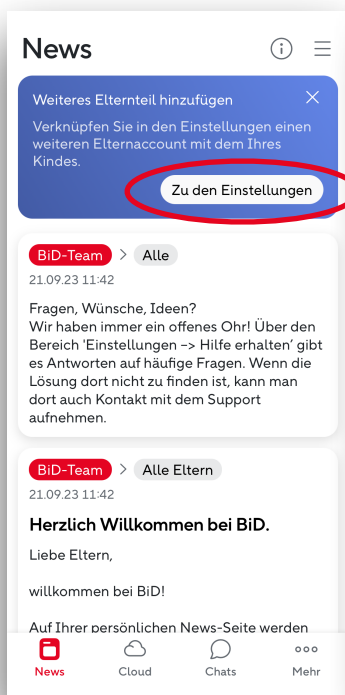 News
Weiteres Elternteil hinzufügen
Verknüpfen Sie in den Einstellungen einen
weiteren Elternaccount mit dem Ihres
Kindes.
Zu den Einstellungen
BiD-Team > Alle
21.09.23 11:42
Fragen, Wünsche, Ideen?
Wir haben immer ein offenes Ohr! Über den
Bereich 'Einstellungen -> Hilfe erhalten' gibt
es Antworten auf häufige Fragen. Wenn die
Lösung dort nicht zu finden ist, kann man
dort auch Kontakt mit dem Support
aufnehmen.
BiD-Team > Alle Eltern
21.09.23 11:42
Herzlich Willkommen bei BiD.
Liebe Eltern,
willkommen bei BiD!
Auf Ihrer persönlichen News-Seite werden
News Cloud Chats Mehr